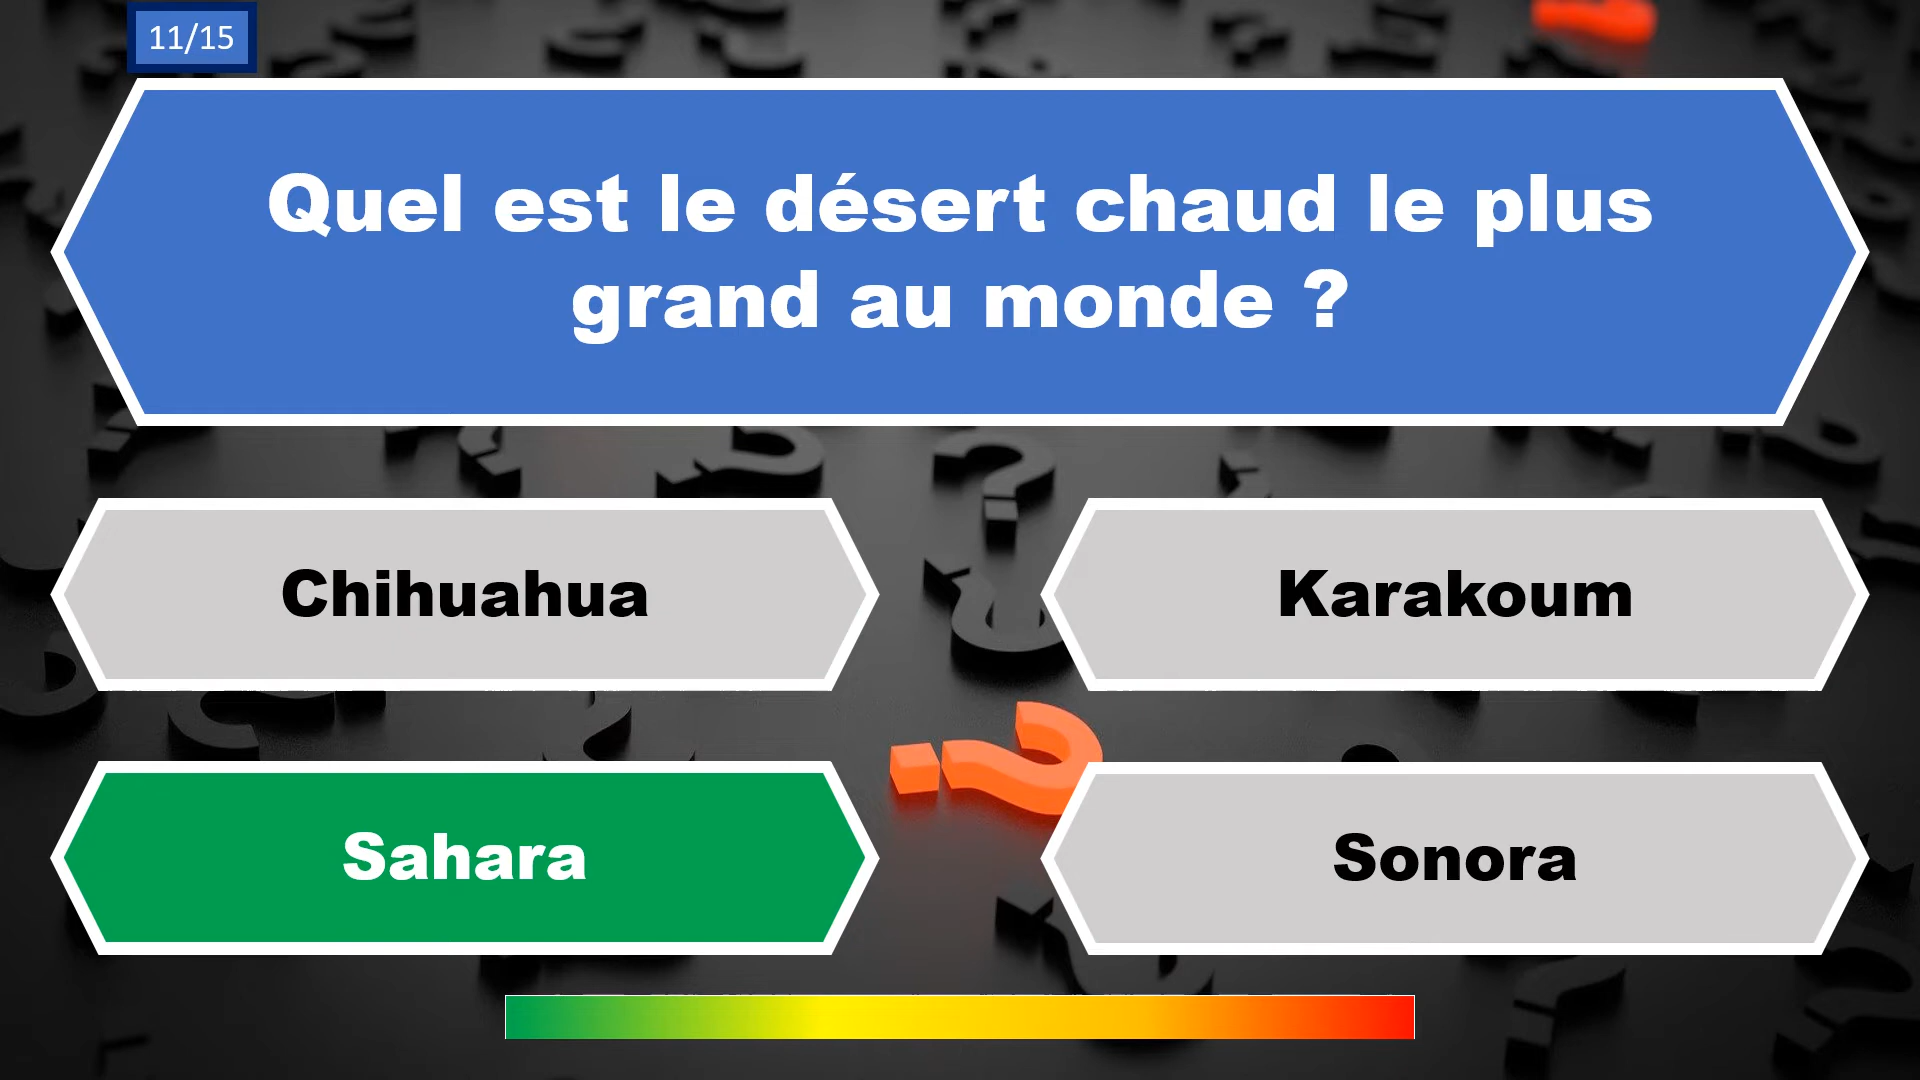 11/15
Quel est le désert chaud le plus
grand au monde ?
Chihuahua
Karakoum
Sahara
Sonora